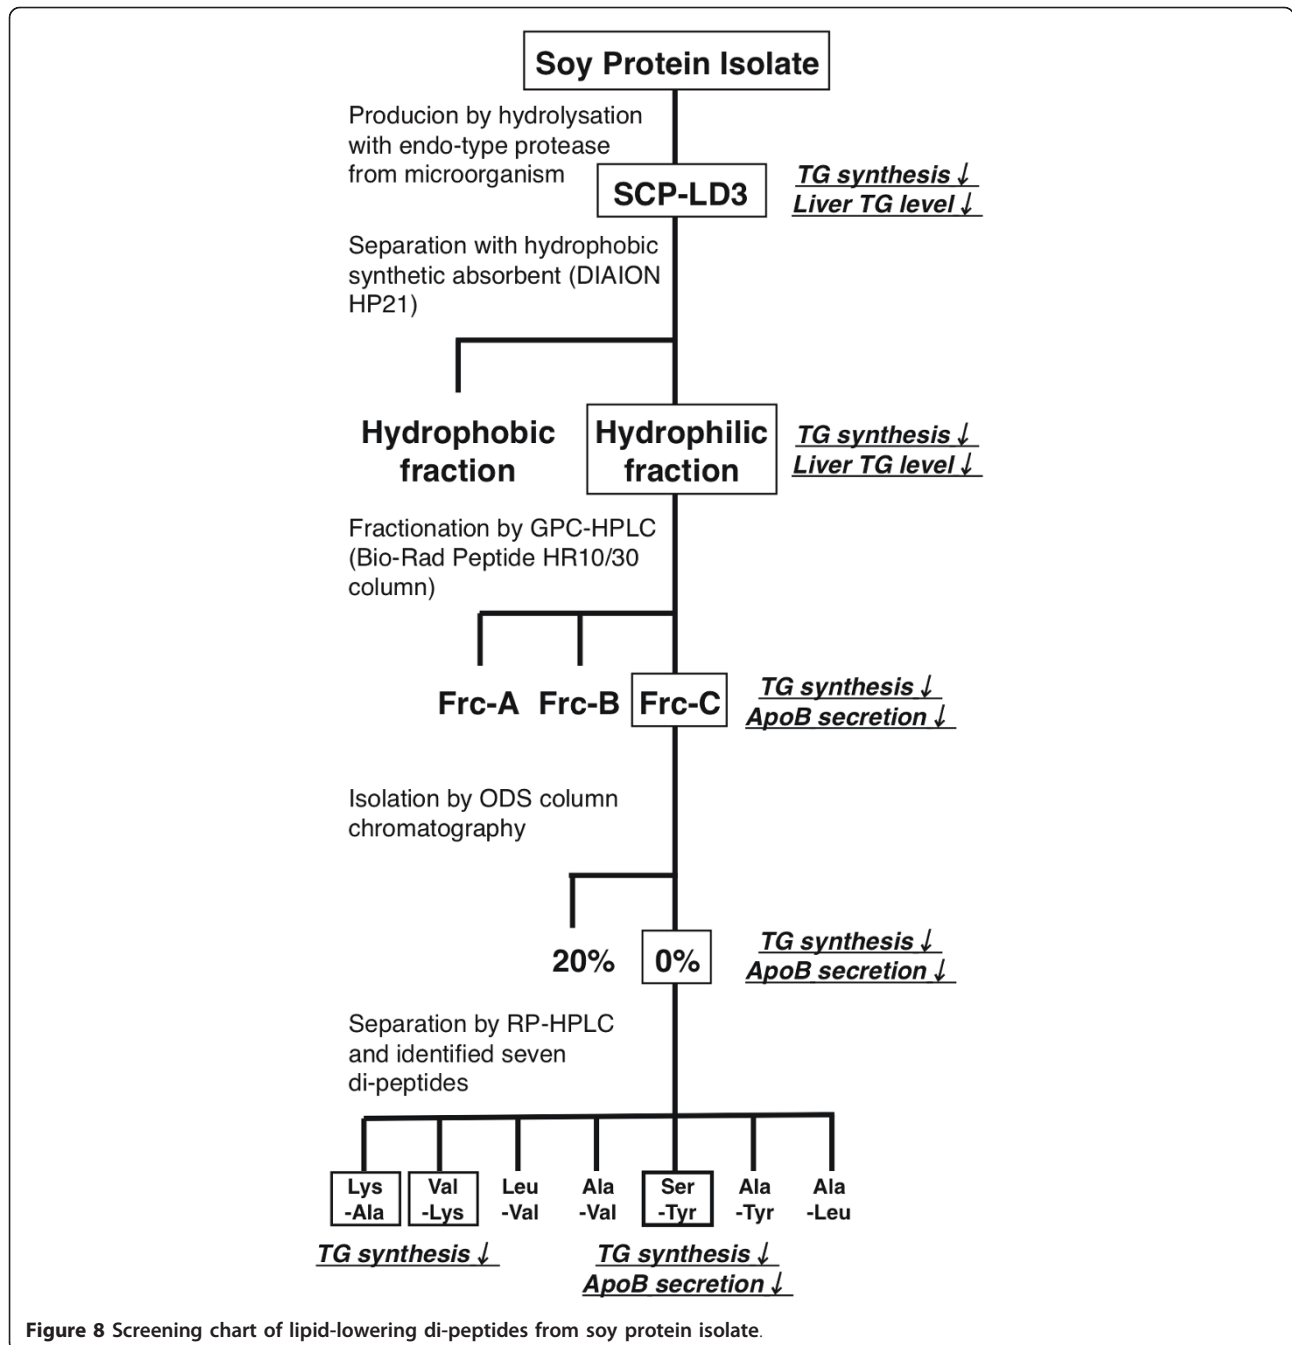 Soy Protein Isolate
Producion by hydrolysation
with endo-type protease
from microorganism
SCP-LD3
TG synthesis ↓
Liver TG level ↓
Separation with hydrophobic
synthetic absorbent (DIAION
HP21)
Hydrophobic
fraction
Hydrophilic
fraction
TG synthesis ↓
Liver TG level ↓
Fractionation by GPC-HPLC
(Bio-Rad Peptide HR10/30
column)
Frc-A
Frc-B
Frc-C
TG synthesis ↓
ApoB secretion ↓
Isolation by ODS column
chromatography
20%
0%
TG synthesis ↓
ApoB secretion ↓
Separation by RP-HPLC
and identified seven
di-peptides
Lys
-Ala
Val
-Lys
Leu
-Val
Ala
-Val
Ser
-Tyr
Ala
-Tyr
Ala
-Leu
TG synthesis ↓
TG synthesis ↓
ApoB secretion ↓
Figure 8 Screening chart of lipid-lowering di-peptides from soy protein isolate.